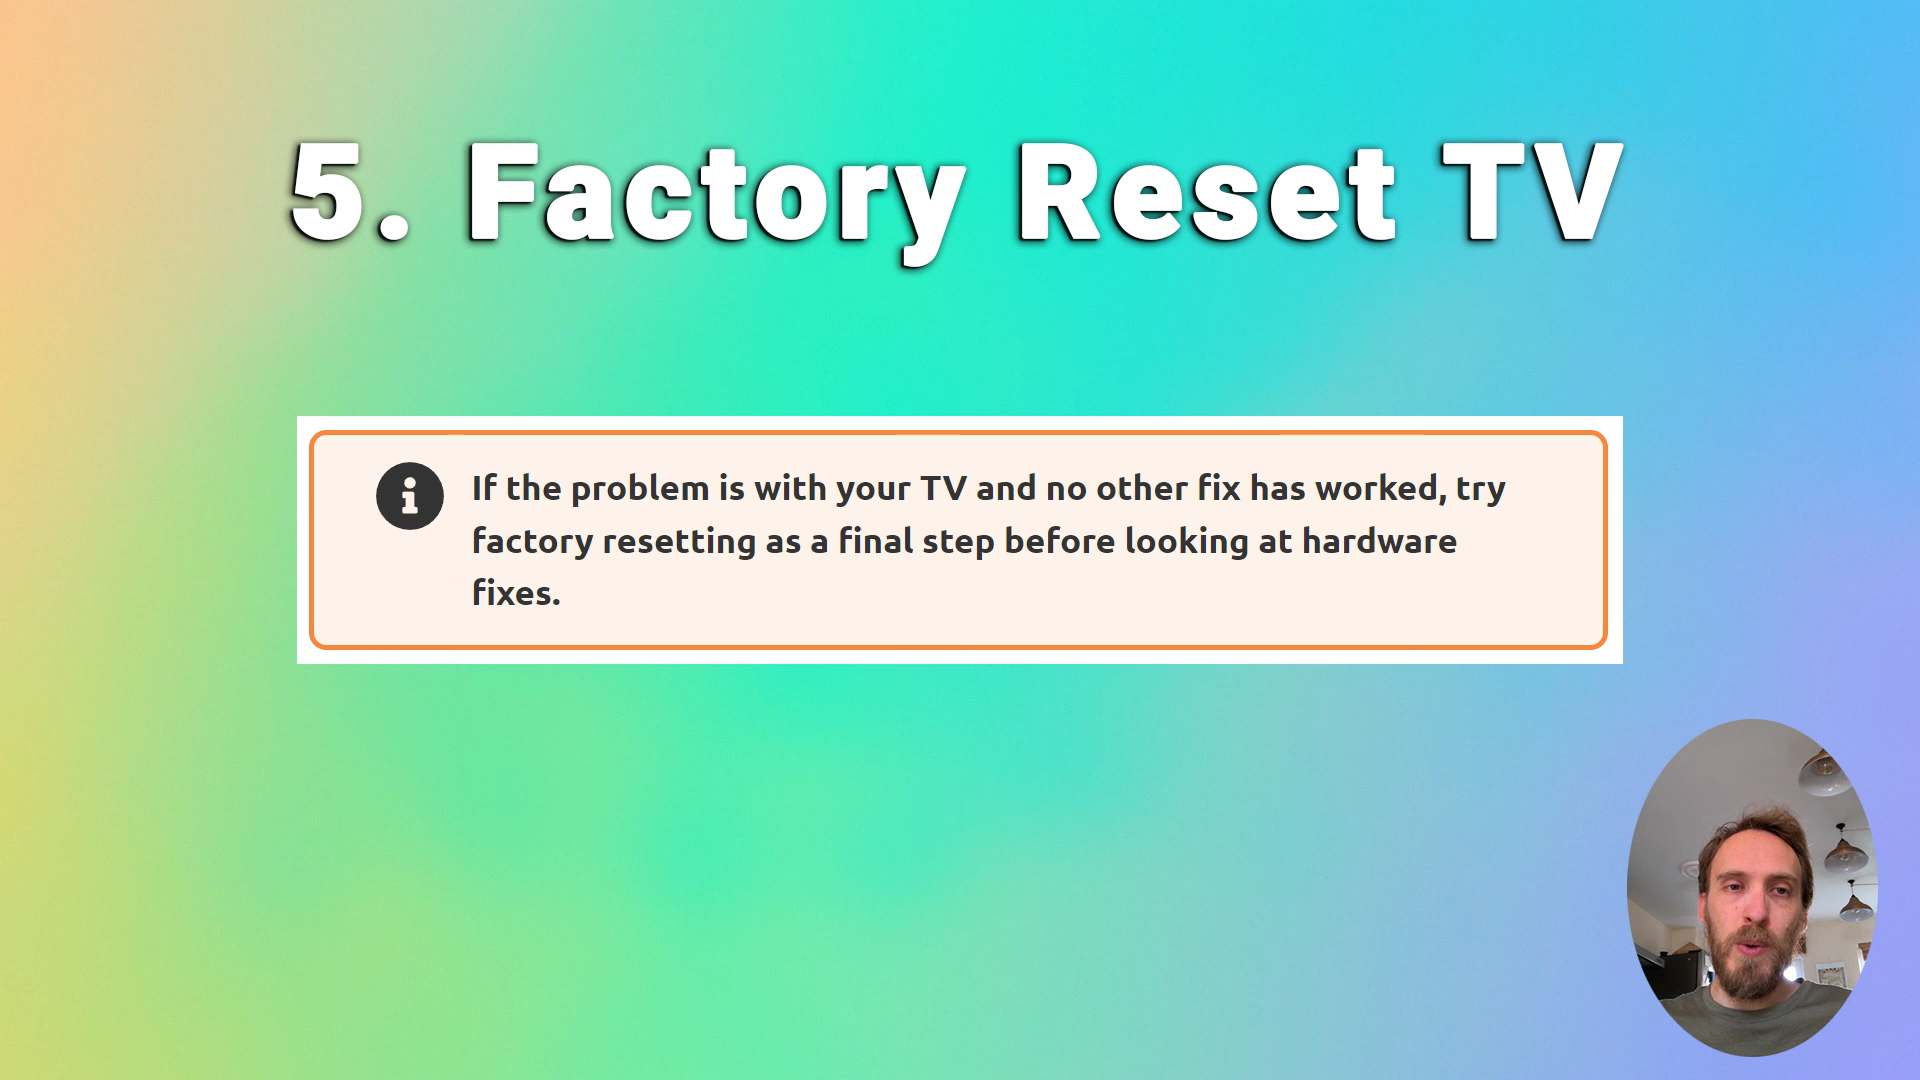 5. Factory Reset TV
If the problem is with your TV and no other fix has worked, try
factory resetting as a final step before looking at hardware
fixes.